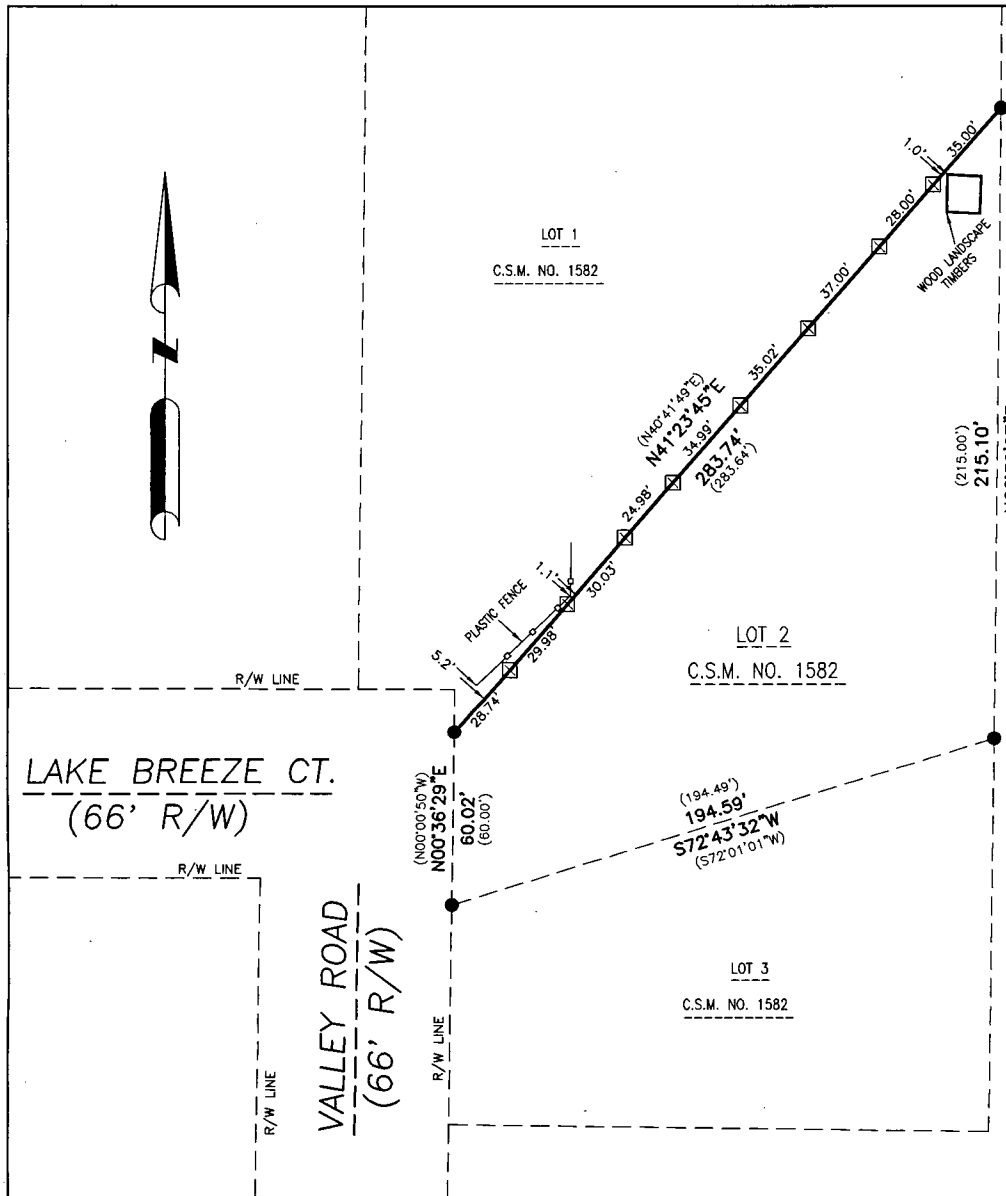 1.0'
35.00'
28.00'
WOOD LANDSCAPE
TIMBERS
LOT 1
C.S.M. NO. 1582
37.00'
N
35.02'
(N40°41'49"E)
N41°23'45"E
34.99'
283.74'
(283.64')
(215.00')
215.10'
24.98'
1.1'
30.03'
PLASTIC FENCE
29.98'
5.2'
28.74'
LOT 2
C.S.M. NO. 1582
R/W LINE
LAKE BREEZE CT.
(66' R/W)
(N00°00'50"W)
N00°36'29"E
60.02'
(60.00')
(194.49')
194.59'
S72°43'32"W
(S72°01'01"W)
R/W LINE
VALLEY ROAD
(66' R/W)
R/W LINE
R/W LINE
LOT 3
C.S.M. NO. 1582